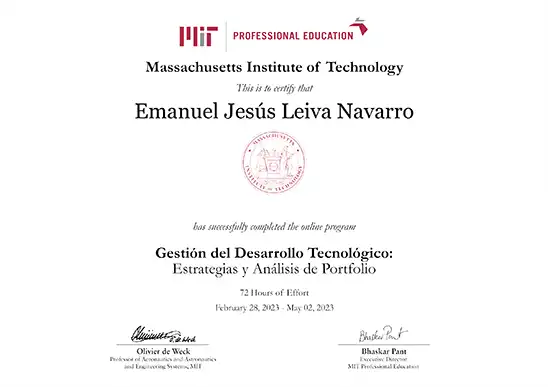 MIT PROFESSIONAL EDUCATION
Massachusetts Institute of Technology
This is to certify that
Emanuel Jesús Leiva Navarro
MASSACHUSETTS INSTITUTE OF TECHNOLOGY
has successfully completed the online program
Gestión del Desarrollo Tecnológico:
Estrategias y Análisis de Portfolio
72 Hours of Effort
February 28, 2023 - May 02, 2023
Olivier de Weck
Professor of Aeronautics and Astronautics
and Engineering Systems, MIT
Bhaskar Pant
Bhaskar Pant
Executive Director
MIT Professional Education